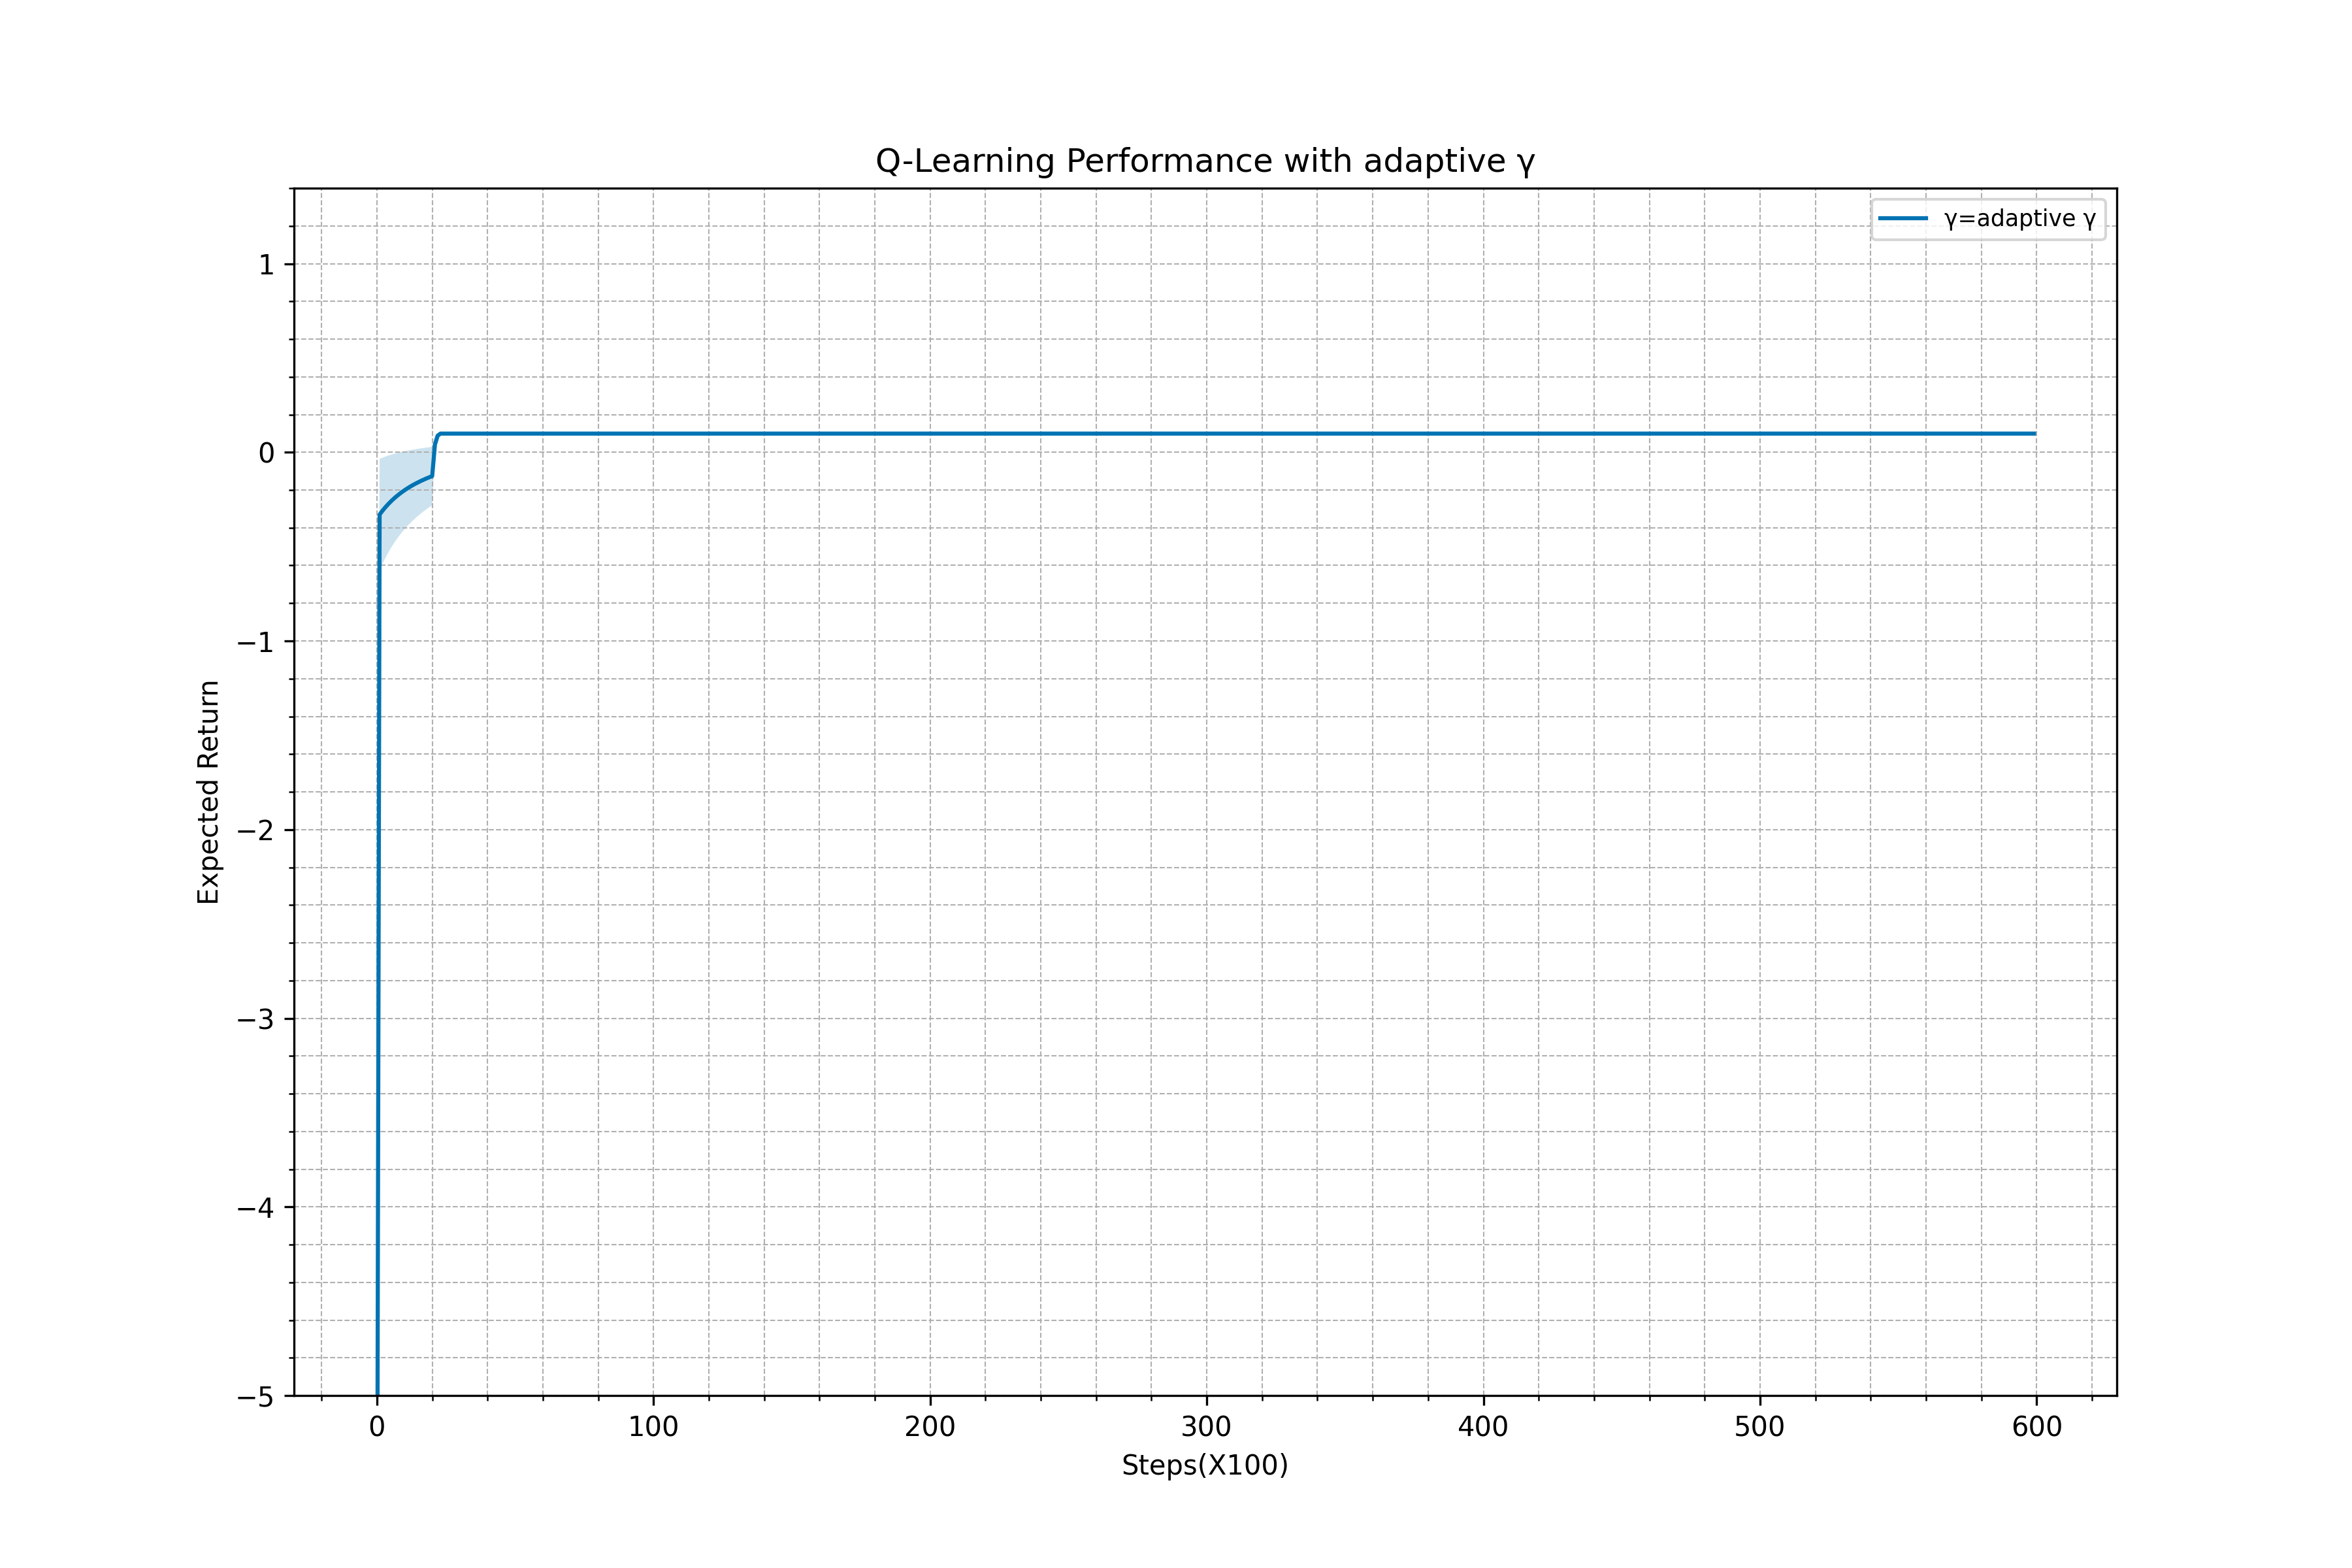 Q-Learning Performance with adaptive γ
γ=adaptive γ
1
0
−1
−2
−3
−4
−5
Expected Return
0 100 200 300 400 500 600
Steps(X100)